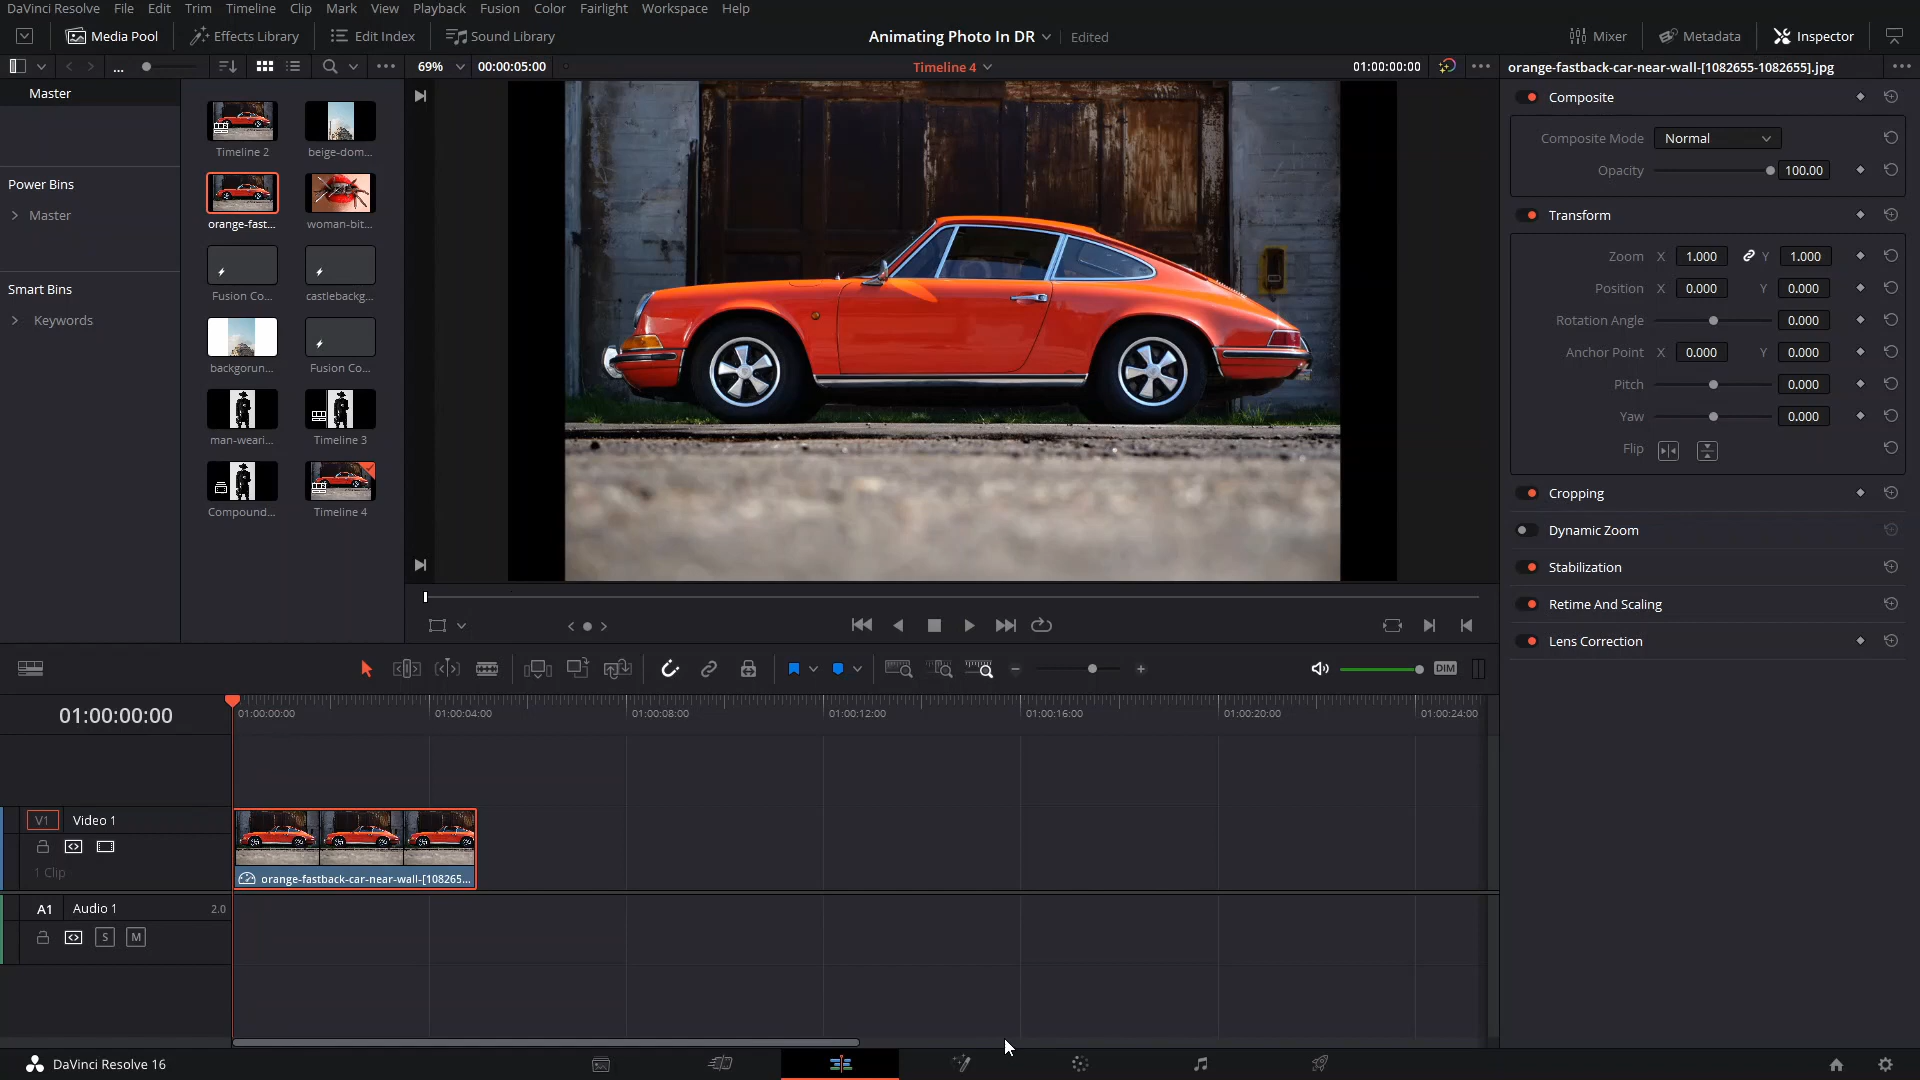 DaVinci Resolve File Edit Trim Timeline Clip Mark View Playback Fusion Color Fairlight Workspace Help
Media Pool Effects Library Edit Index Sound Library Animating Photo In DR Edited Mixer Metadata Inspector
... 69% 00:00:05:00 Timeline 4 01:00:00:00 orange-fastback-car-near-wall-[1082655-1082655].jpg
Master
Power Bins
Master
Smart Bins
Keywords
Timeline 2 beige-dom...
orange-fast... woman-bit...
Fusion Co... castlebackg...
backgorun... Fusion Co...
man-weari... Timeline 3
Compound... Timeline 4
Composite
Composite Mode Normal
Opacity 100.00
Transform
Zoom X 1.000 Y 1.000
Position X 0.000 Y 0.000
Rotation Angle 0.000
Anchor Point X 0.000 Y 0.000
Pitch 0.000
Yaw 0.000
Flip
Cropping
Dynamic Zoom
Stabilization
Retime And Scaling
Lens Correction
DIM
01:00:00:00 01:00:00:00 01:00:04:00 01:00:08:00 01:00:12:00 01:00:16:00 01:00:20:00 01:00:24:00
V1 Video 1
1 Clip
orange-fastback-car-near-wall-[108265...
A1 Audio 1 2.0
S M
DaVinci Resolve 16